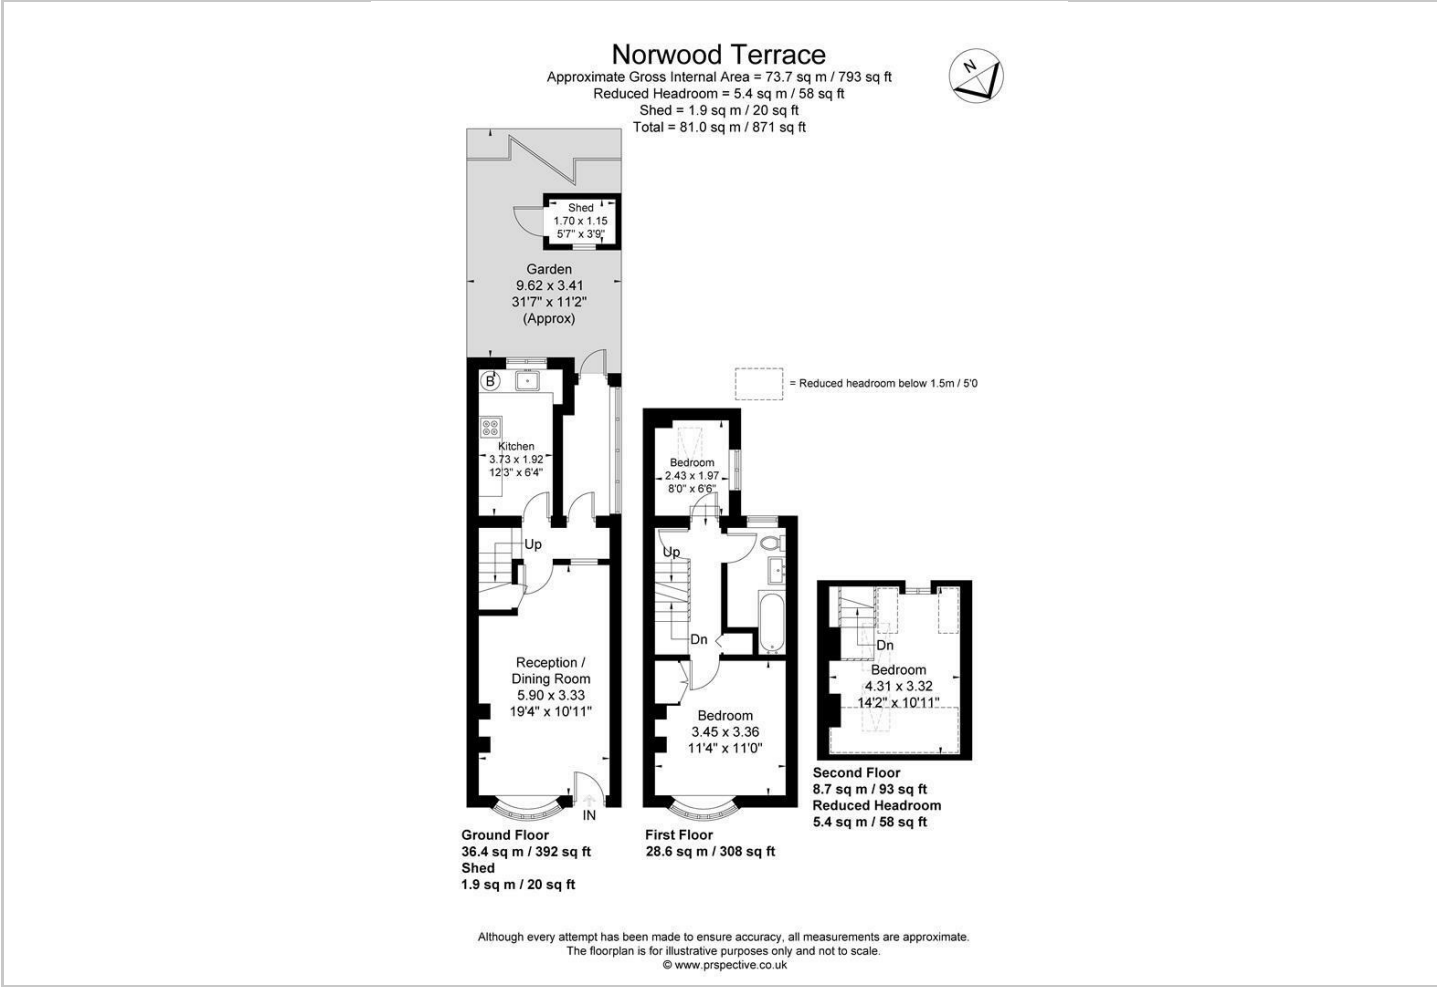 Norwood Terrace
Approximate Gross Internal Area = 73.7 sq m / 793 sq ft
Reduced Headroom = 5.4 sq m / 58 sq ft
Shed = 1.9 sq m / 20 sq ft
Total = 81.0 sq m / 871 sq ft
N
Shed
1.70 x 1.15
5'7" x 3'9"
Garden
9.62 x 3.41
31'7" x 11'2"
(Approx)
B
Kitchen
3.73 x 1.92
12'3" x 6'4"
Up
Reception /
Dining Room
5.90 x 3.33
19'4" x 10'11"
IN
Ground Floor
36.4 sq m / 392 sq ft
Shed
1.9 sq m / 20 sq ft
= Reduced headroom below 1.5m / 5'0
Bedroom
2.43 x 1.97
8'0" x 6'6"
Up
Dn
Bedroom
3.45 x 3.36
11'4" x 11'0"
First Floor
28.6 sq m / 308 sq ft
Dn
Bedroom
4.31 x 3.32
14'2" x 10'11"
Second Floor
8.7 sq m / 93 sq ft
Reduced Headroom
5.4 sq m / 58 sq ft
Although every attempt has been made to ensure accuracy, all measurements are approximate.
The floorplan is for illustrative purposes only and not to scale.
© www.prspective.co.uk